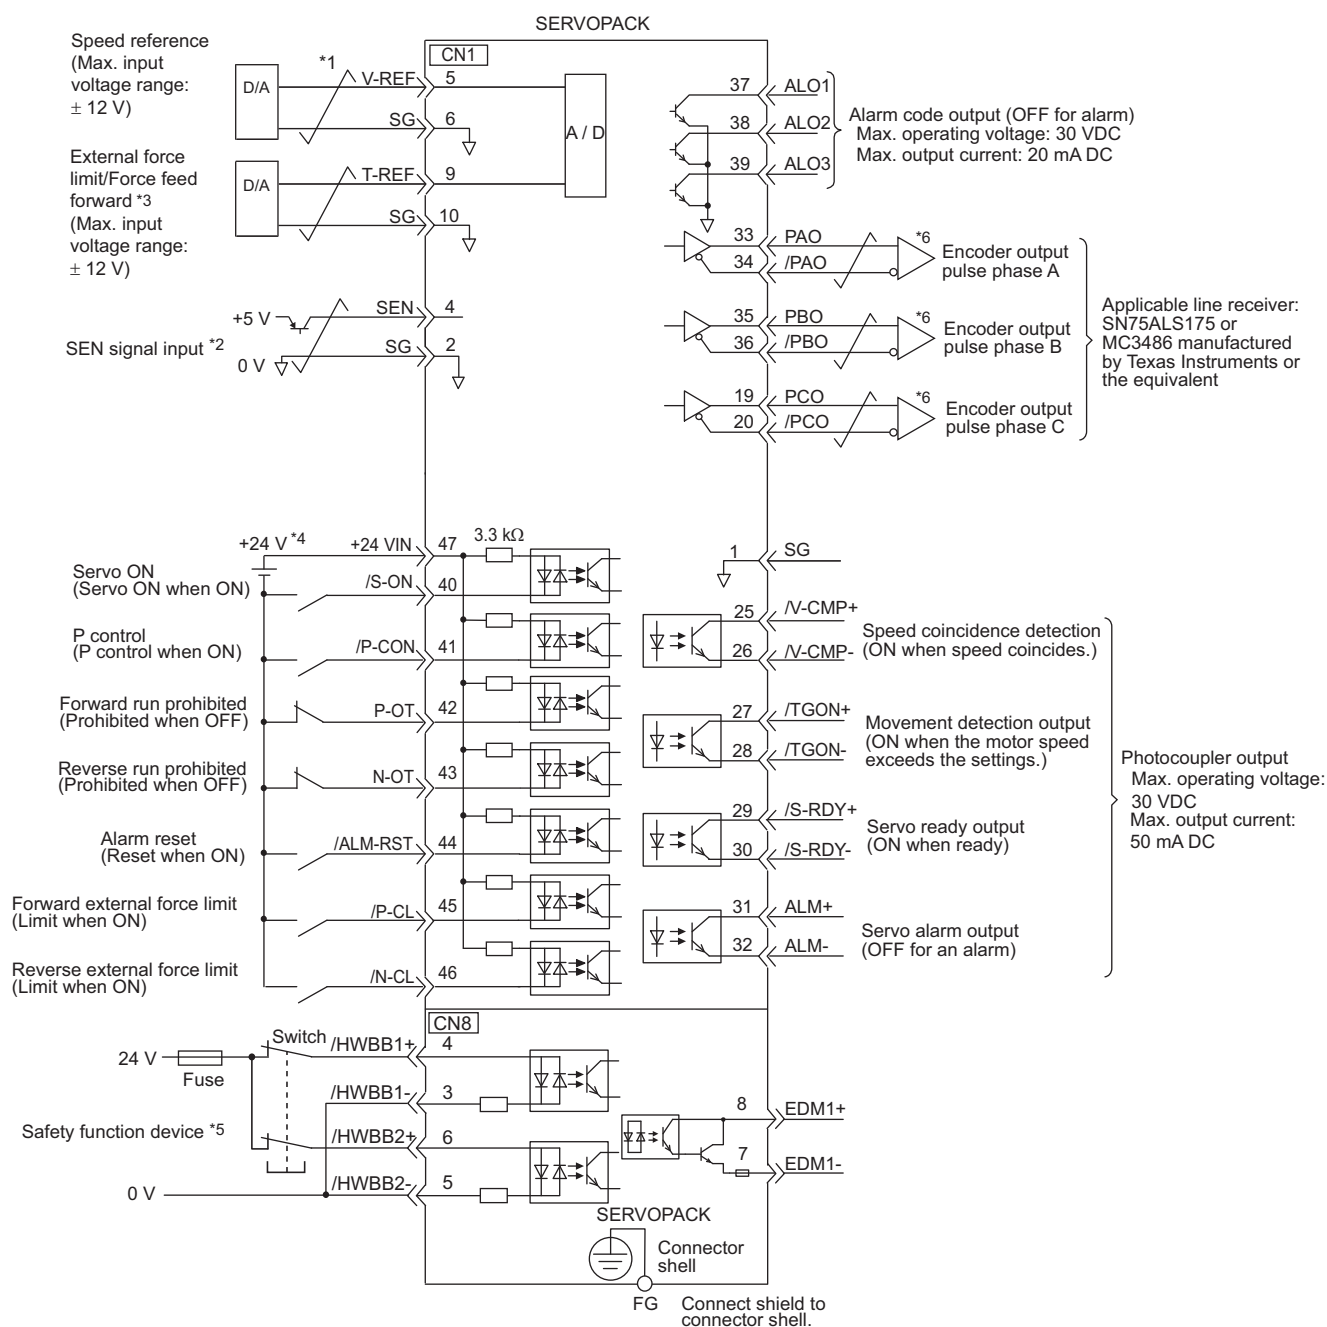 SERVOPACK
CN1
Speed reference
(Max. input
voltage range:
± 12 V)
D/A
*1
V-REF
5
SG
6
External force
limit/Force feed
forward *3
(Max. input
voltage range:
± 12 V)
D/A
T-REF
9
SG
10
A / D
+5 V
SEN
4
SEN signal input *2
0 V
SG
2
37
ALO1
38
ALO2
39
ALO3
Alarm code output (OFF for alarm)
Max. operating voltage: 30 VDC
Max. output current: 20 mA DC
33
PAO
34
/PAO
*6
Encoder output
pulse phase A
35
PBO
36
/PBO
*6
Encoder output
pulse phase B
19
PCO
20
/PCO
*6
Encoder output
pulse phase C
Applicable line receiver:
SN75ALS175 or
MC3486 manufactured
by Texas Instruments or
the equivalent
+24 V *4
+24 VIN
47
3.3 kΩ
Servo ON
(Servo ON when ON)
/S-ON
40
P control
(P control when ON)
/P-CON
41
Forward run prohibited
(Prohibited when OFF)
P-OT
42
Reverse run prohibited
(Prohibited when OFF)
N-OT
43
Alarm reset
(Reset when ON)
/ALM-RST
44
Forward external force limit
(Limit when ON)
/P-CL
45
Reverse external force limit
(Limit when ON)
/N-CL
46
1
SG
25
/V-CMP+
26
/V-CMP-
Speed coincidence detection
(ON when speed coincides.)
27
/TGON+
28
/TGON-
Movement detection output
(ON when the motor speed
exceeds the settings.)
29
/S-RDY+
30
/S-RDY-
Servo ready output
(ON when ready)
31
ALM+
32
ALM-
Servo alarm output
(OFF for an alarm)
Photocoupler output
Max. operating voltage:
30 VDC
Max. output current:
50 mA DC
CN8
24 V
Fuse
Switch
/HWBB1+
4
/HWBB1-
3
Safety function device *5
/HWBB2+
6
0 V
/HWBB2-
5
8
EDM1+
7
EDM1-
SERVOPACK
Connector
shell
FG
Connect shield to
connector shell.